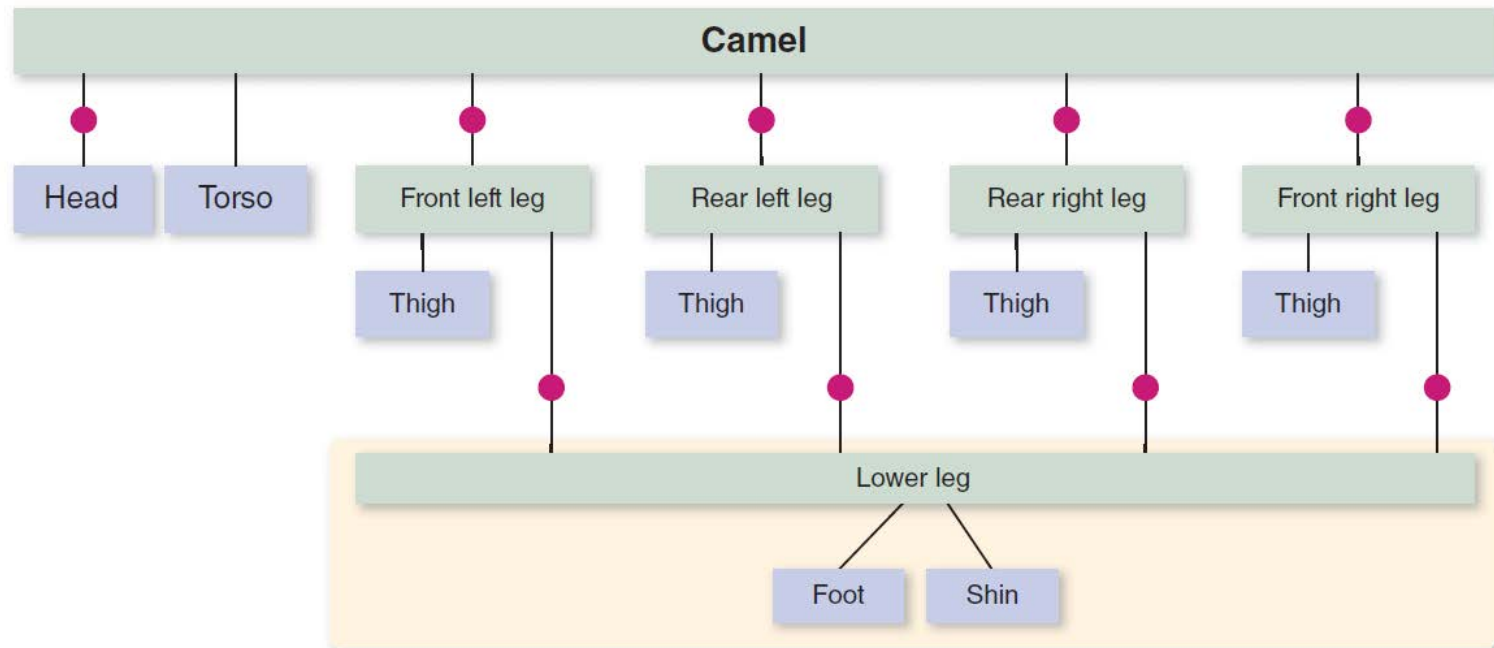 Camel
Head
Torso
Front left leg
Rear left leg
Rear right leg
Front right leg
Thigh
Thigh
Thigh
Thigh
Lower leg
Foot
Shin